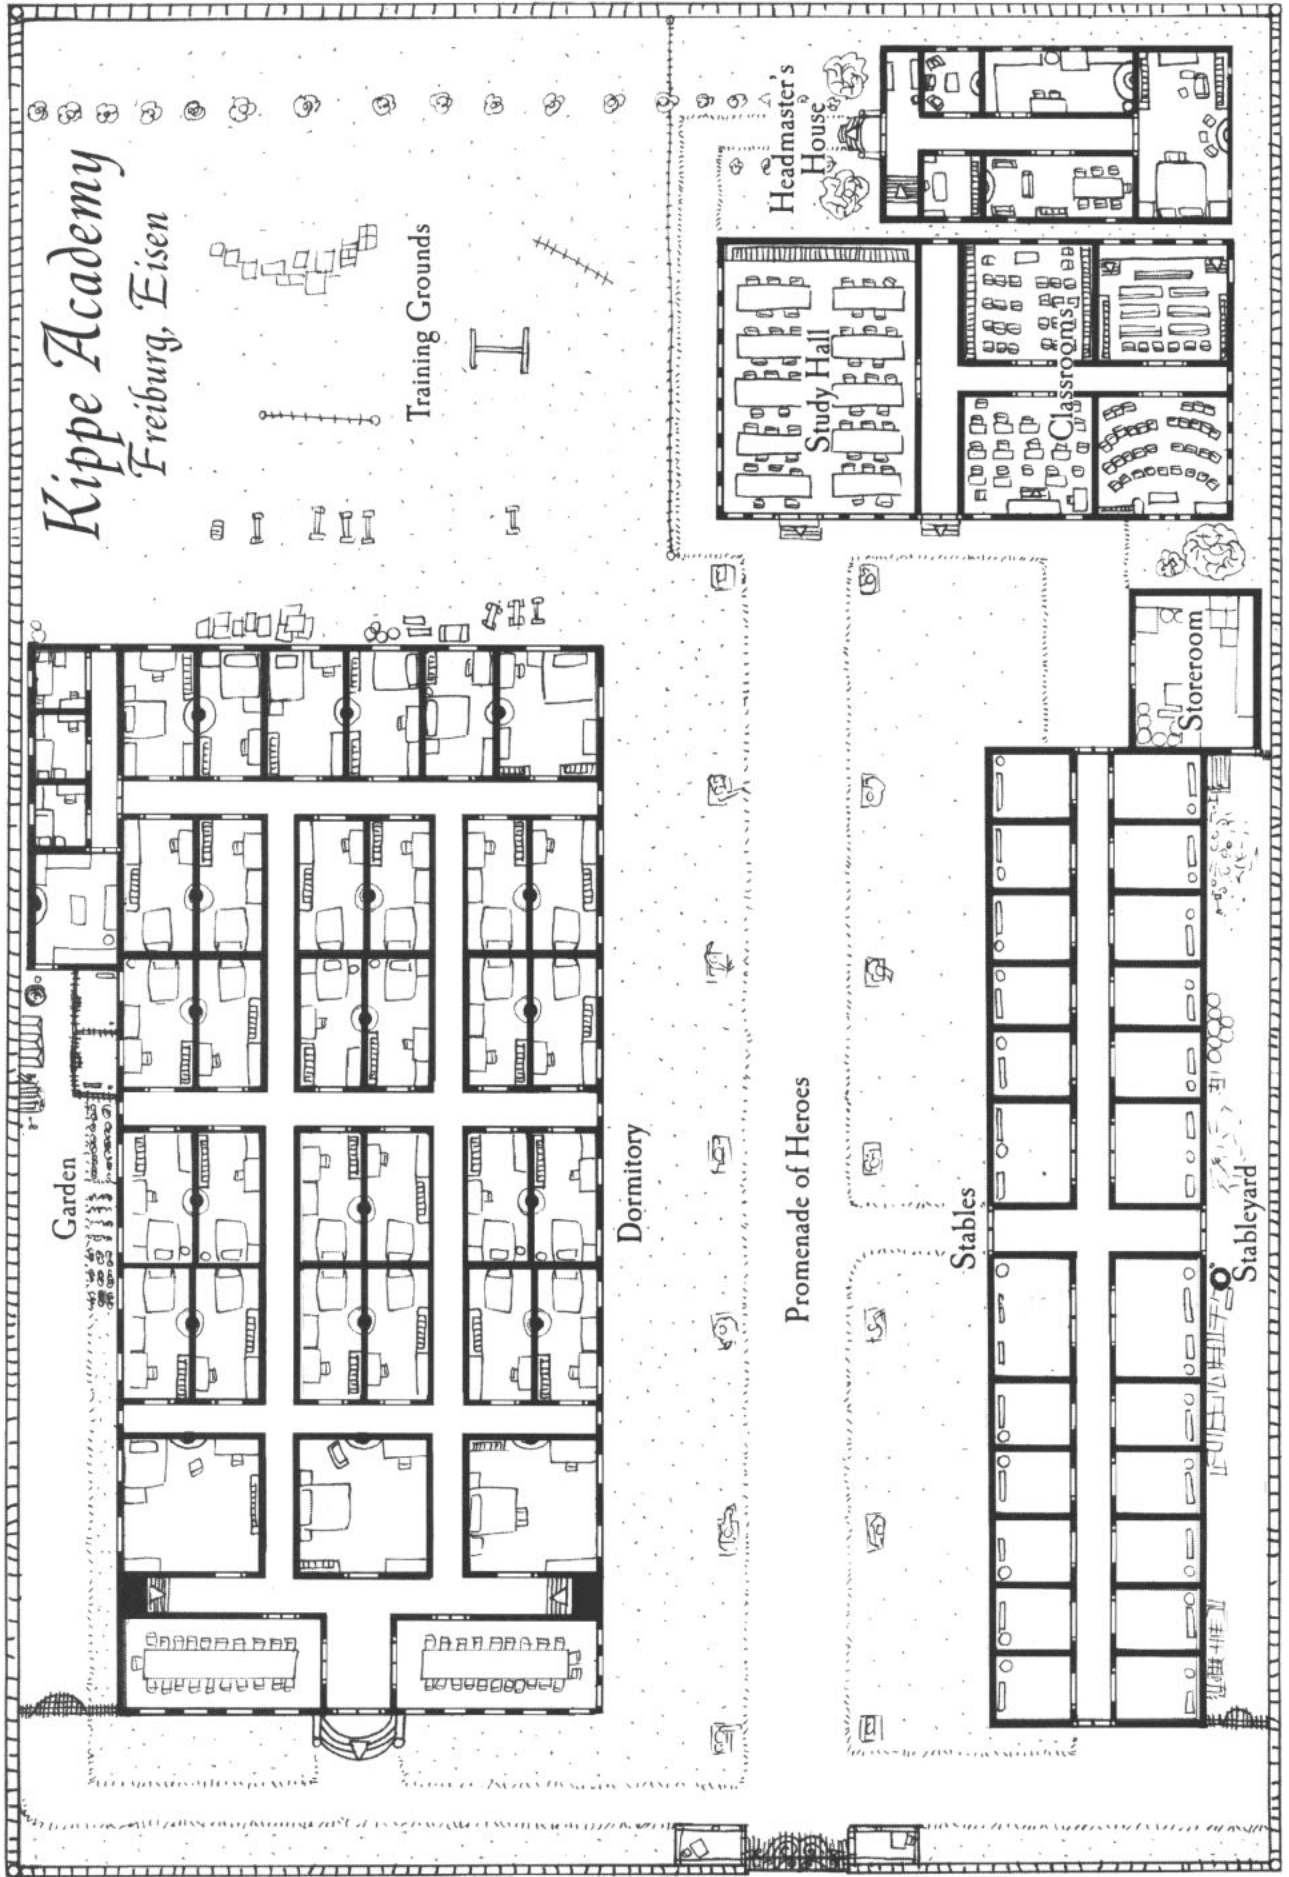 Kippe Academy
Freiburg, Eisen
Training Grounds
Headmaster's
House
Study Hall
Classrooms
Storeroom
Garden
Dormitory
Promenade of Heroes
Stables
Stableyard